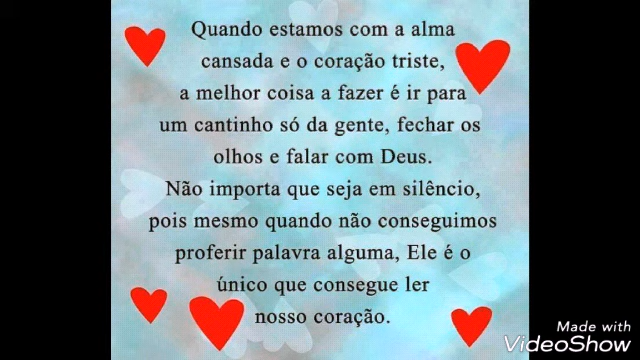 Quando estamos com a alma
cansada e o coração triste,
a melhor coisa a fazer é ir para
um cantinho só da gente, fechar os
olhos e falar com Deus.
Não importa que seja em silêncio,
pois mesmo quando não conseguimos
proferir palavra alguma, Ele é o
único que consegue ler
nosso coração.
Made with
VideoShow